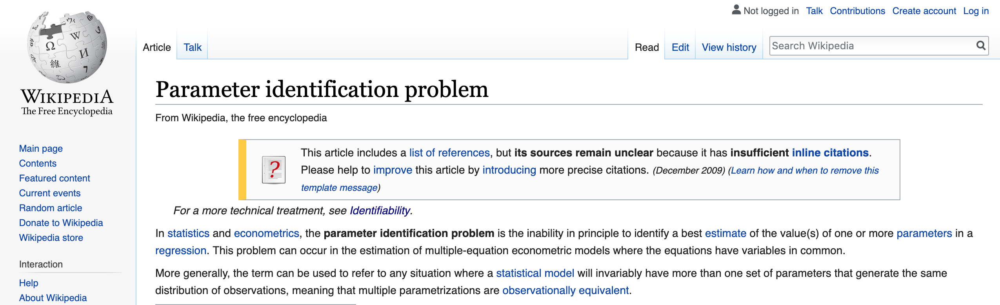 Not logged in Talk Contributions Create account Log in
Article Talk Read Edit View history Search Wikipedia
Ω W И 維 ウィ 7
WIKIPEDIA
The Free Encyclopedia
Main page
Contents
Featured content
Current events
Random article
Donate to Wikipedia
Wikipedia store
Interaction
Help
About Wikipedia
Parameter identification problem
From Wikipedia, the free encyclopedia
?
This article includes a list of references, but its sources remain unclear because it has insufficient inline citations.
Please help to improve this article by introducing more precise citations. (December 2009) (Learn how and when to remove this
template message)
For a more technical treatment, see Identifiability.
In statistics and econometrics, the parameter identification problem is the inability in principle to identify a best estimate of the value(s) of one or more parameters in a
regression. This problem can occur in the estimation of multiple-equation econometric models where the equations have variables in common.
More generally, the term can be used to refer to any situation where a statistical model will invariably have more than one set of parameters that generate the same
distribution of observations, meaning that multiple parametrizations are observationally equivalent.